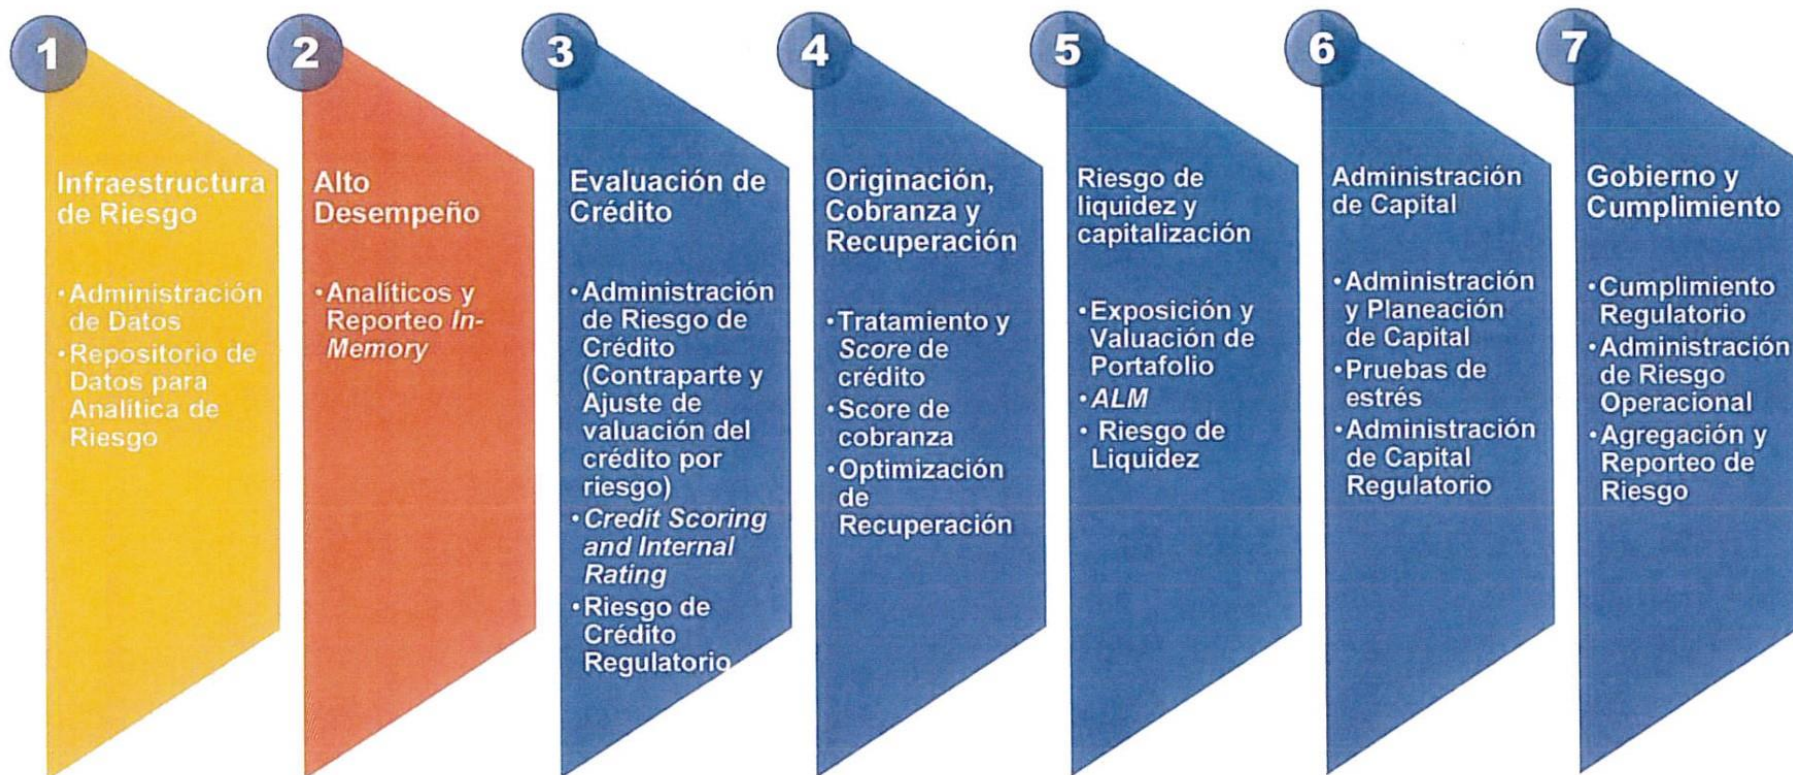 1
Infraestructura
de Riesgo
•Administración
de Datos
•Repositorio de
Datos para
Analítica de
Riesgo
2
Alto
Desempeño
•Analíticos y
Reporteo In-
Memory
3
Evaluación de
Crédito
•Administración
de Riesgo de
Crédito
(Contraparte y
Ajuste de
valuación del
crédito por
riesgo)
•Credit Scoring
and Internal
Rating
•Riesgo de
Crédito
Regulatorio
4
Originación,
Cobranza y
Recuperación
•Tratamiento y
Score de
crédito
•Score de
cobranza
•Optimización
de
Recuperación
5
Riesgo de
liquidez y
capitalización
•Exposición y
Valuación de
Portafolio
•ALM
• Riesgo de
Liquidez
6
Administración
de Capital
•Administración
y Planeación
de Capital
•Pruebas de
estrés
•Administración
de Capital
Regulatorio
7
Gobierno y
Cumplimiento
•Cumplimiento
Regulatorio
•Administración
de Riesgo
Operacional
•Agregación y
Reporteo de
Riesgo